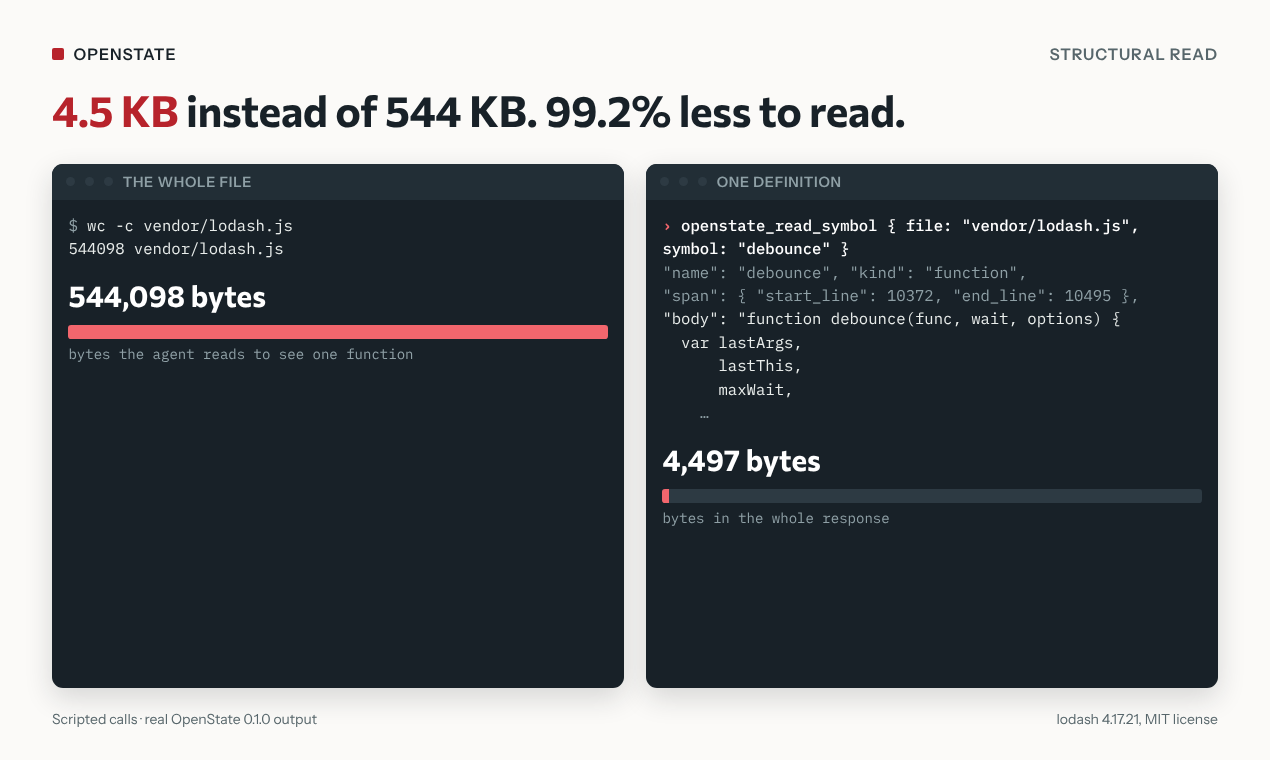 OPENSTATE
STRUCTURAL READ
4.5 KB instead of 544 KB. 99.2% less to read.
THE WHOLE FILE
$ wc -c vendor/lodash.js
544098 vendor/lodash.js
544,098 bytes
bytes the agent reads to see one function
ONE DEFINITION
› openstate_read_symbol { file: "vendor/lodash.js",
symbol: "debounce" }
"name": "debounce", "kind": "function",
"span": { "start_line": 10372, "end_line": 10495 },
"body": "function debounce(func, wait, options) {
  var lastArgs,
      lastThis,
      maxWait,
    …
4,497 bytes
bytes in the whole response
Scripted calls · real OpenState 0.1.0 output
lodash 4.17.21, MIT license